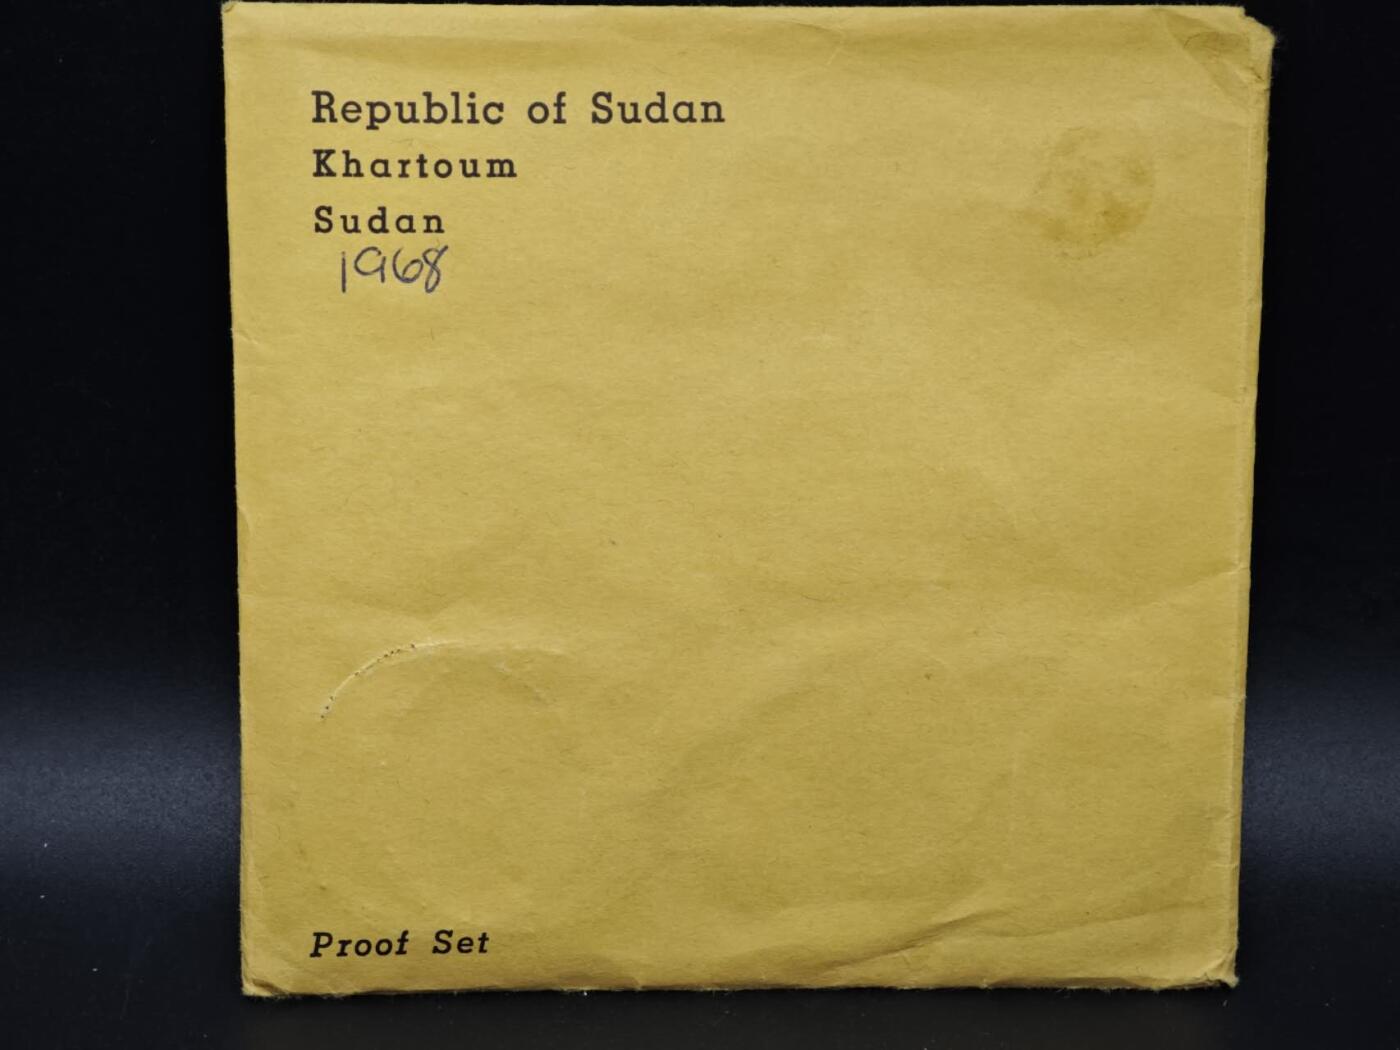 Republic of Sudan
Khartoum
Sudan
1968
Proof Set